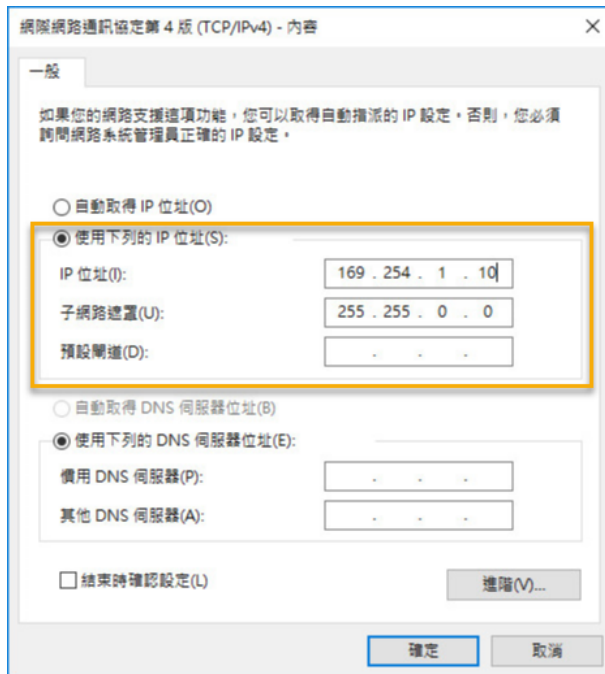 網際網路通訊協定第 4 版 (TCP/IPv4) - 內容
一般
如果您的網路支援這項功能，您可以取得自動指派的 IP 設定。否則，您必須
詢問網路系統管理員正確的 IP 設定。
自動取得 IP 位址(O)
使用下列的 IP 位址(S):
IP 位址(I): 169 . 254 . 1 . 10
子網路遮罩(U): 255 . 255 . 0 . 0
預設閘道(D): . . .
自動取得 DNS 伺服器位址(B)
使用下列的 DNS 伺服器位址(E):
慣用 DNS 伺服器(P): . . .
其他 DNS 伺服器(A): . . .
結束時確認設定(L)
進階(V)...
確定 取消